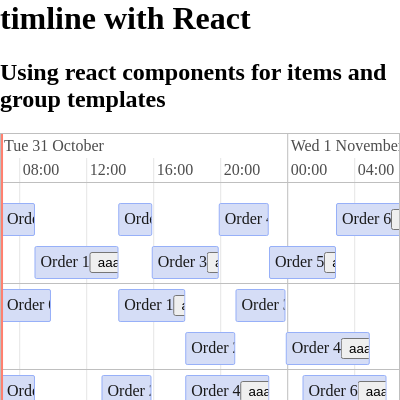 timline with React
Using react components for items and
group templates
Tue 31 October Wed 1 November
08:00 12:00 16:00 20:00 00:00 04:00
Order 4 Order 6
Order 1 aaa Order 3 Order 5
Order 1
Order 4 aaa
Order 4 aaa Order 6 aaa